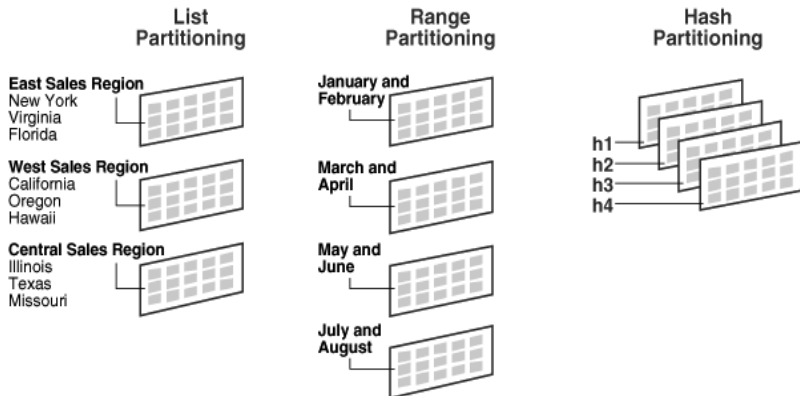 List
Partitioning
East Sales Region
New York
Virginia
Florida
West Sales Region
California
Oregon
Hawaii
Central Sales Region
Illinois
Texas
Missouri
Range
Partitioning
January and
February
March and
April
May and
June
July and
August
Hash
Partitioning
h1
h2
h3
h4